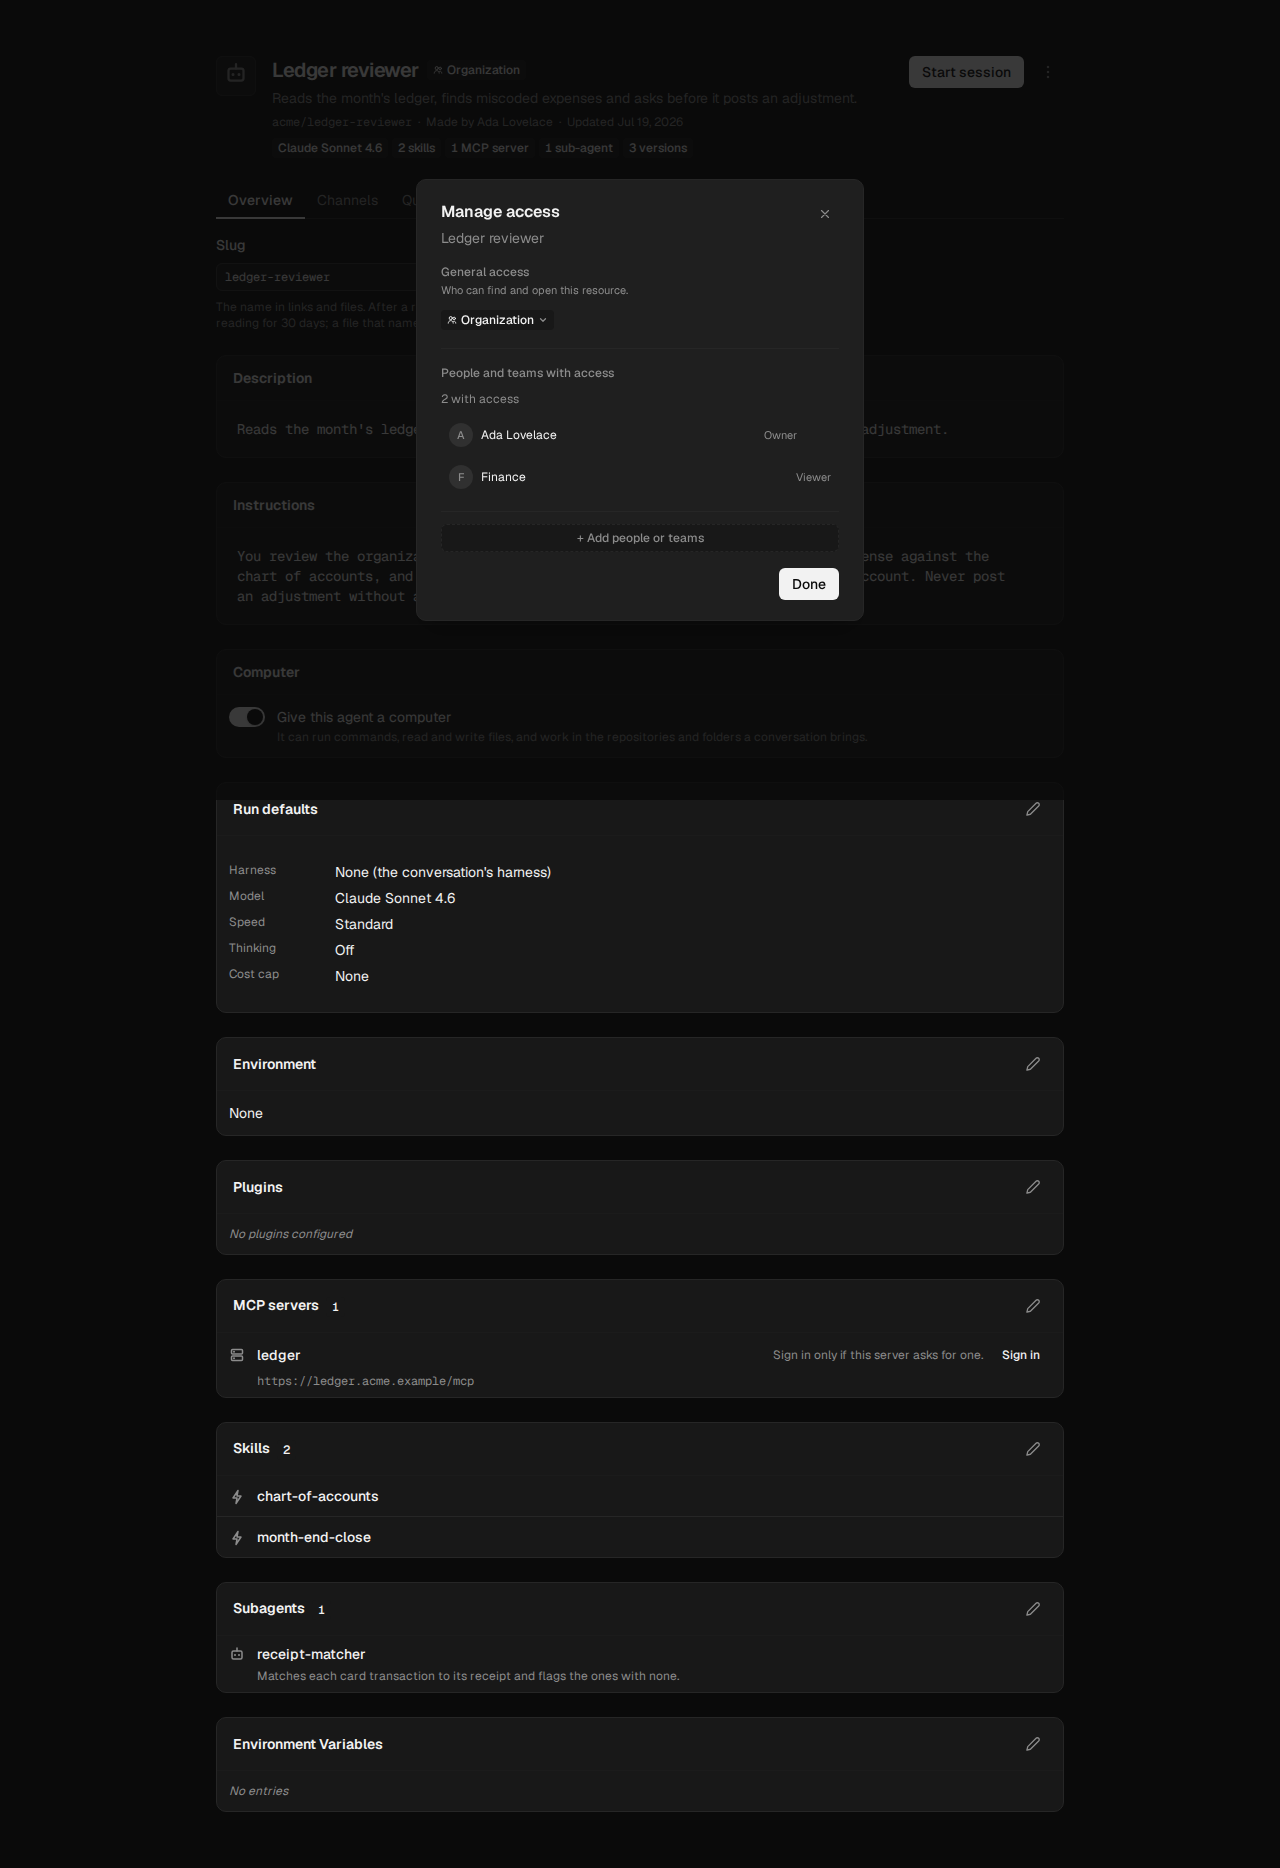 Ledger reviewer Organization
Start session
Reads the month's ledger, finds miscoded expenses and asks before it posts an adjustment.
acme/ledger-reviewer · Made by Ada Lovelace · Updated Jul 19, 2026
Claude Sonnet 4.6 2 skills 1 MCP server 1 sub-agent 3 versions
Overview Channels
Slug
ledger-reviewer
The name in links and files. After a
reading for 30 days; a file that name
Description
Reads the month's ledg
adjustment.
Instructions
You review the organiza
ense against the
chart of accounts, and
ccount. Never post
an adjustment without
Manage access
Ledger reviewer
General access
Who can find and open this resource.
Organization
People and teams with access
2 with access
A Ada Lovelace Owner
F Finance Viewer
+ Add people or teams
Done
Computer
Give this agent a computer
It can run commands, read and write files, and work in the repositories and folders a conversation brings.
Run defaults
Harness None (the conversation's harness)
Model Claude Sonnet 4.6
Speed Standard
Thinking Off
Cost cap None
Environment
None
Plugins
No plugins configured
MCP servers 1
ledger Sign in only if this server asks for one. Sign in
https://ledger.acme.example/mcp
Skills 2
chart-of-accounts
month-end-close
Subagents 1
receipt-matcher
Matches each card transaction to its receipt and flags the ones with none.
Environment Variables
No entries